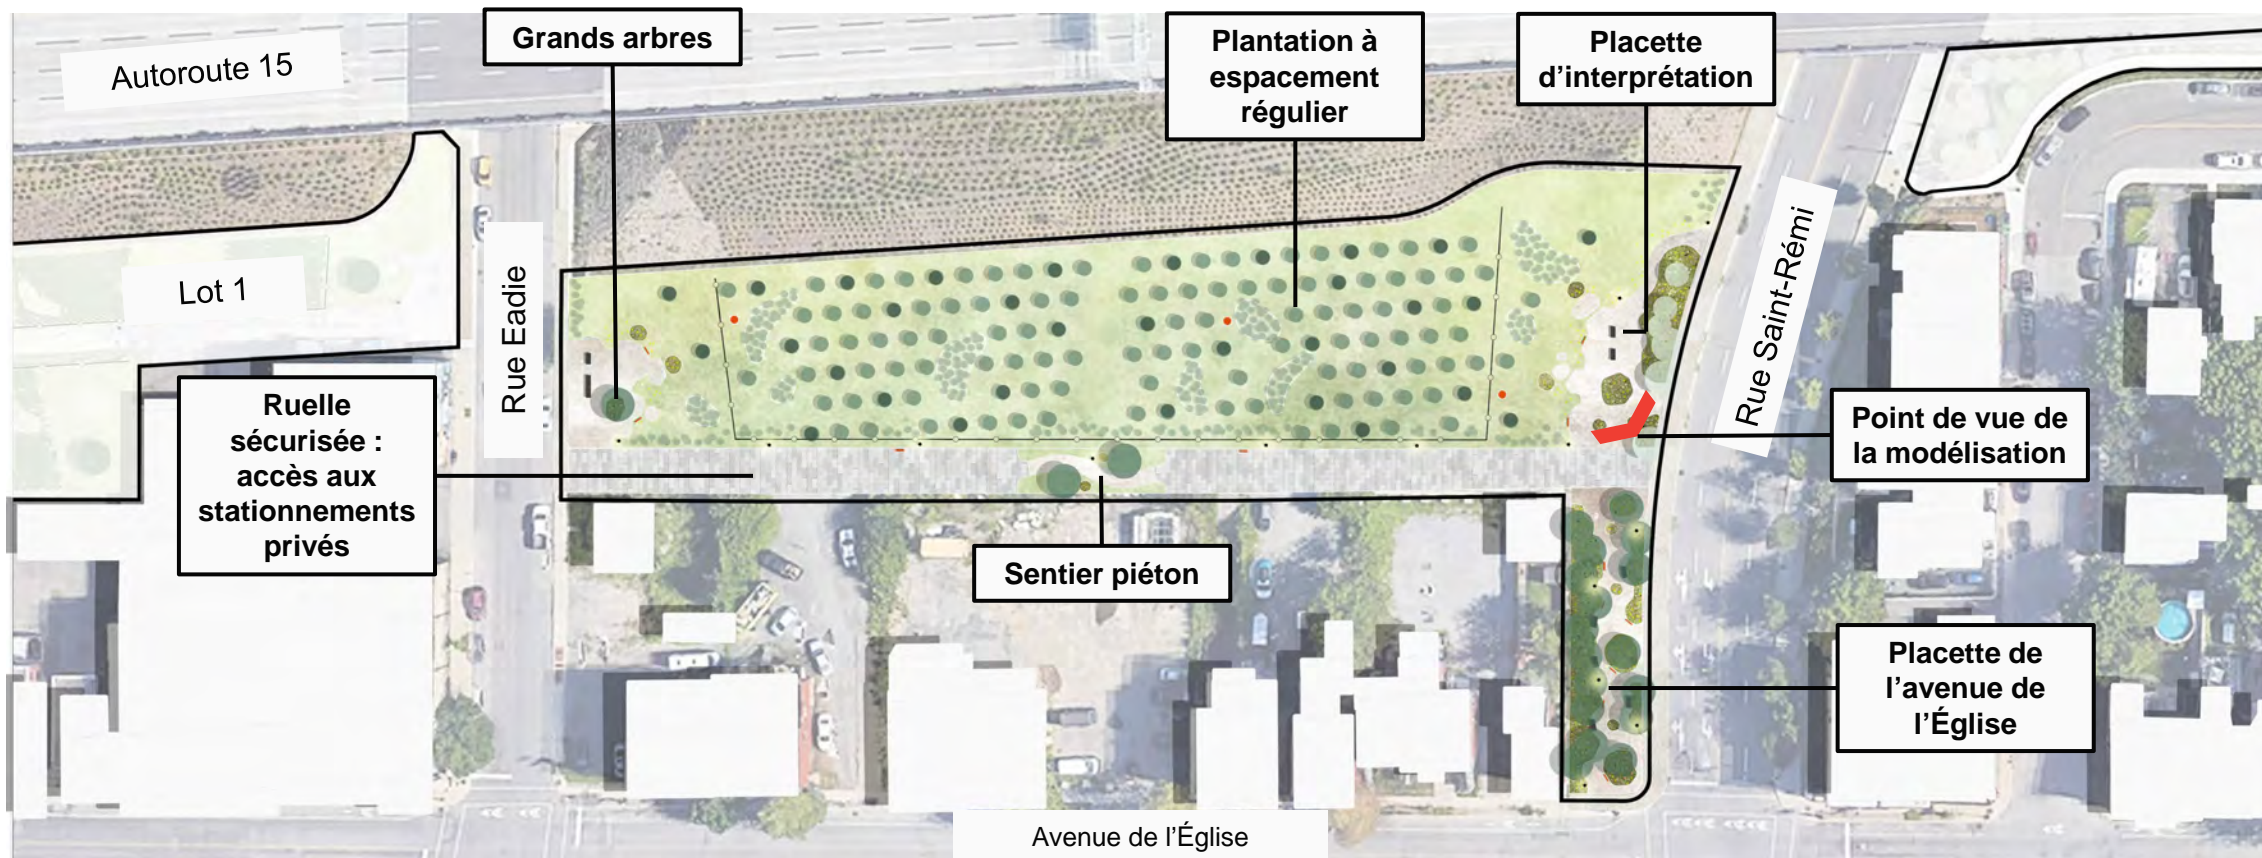 Autoroute 15
Grands arbres
Plantation à
espacement
régulier
Placette
d’interprétation
Lot 1
Rue Eadie
Rue Saint-Rémi
Ruelle
sécurisée :
accès aux
stationnements
privés
Sentier piéton
Point de vue de
la modélisation
Placette de
l’avenue de
l’Église
Avenue de l’Église